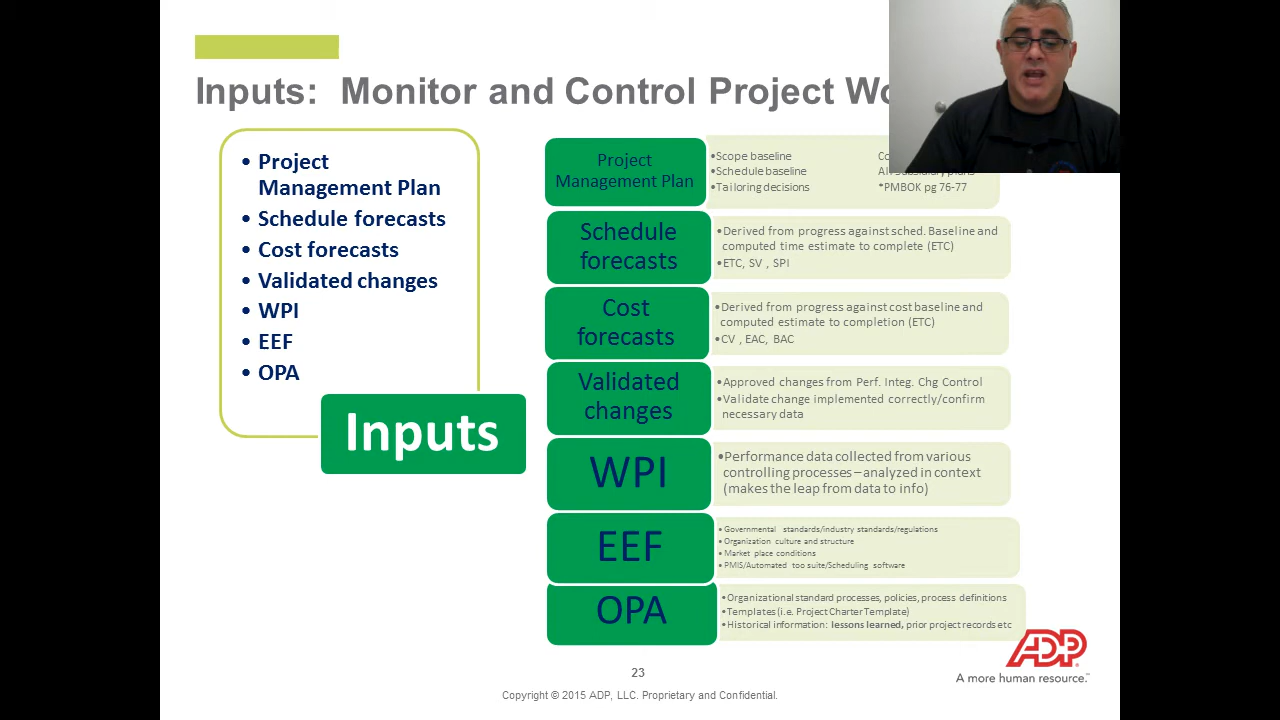 Inputs: Monitor and Control Project
• Project
Management Plan
• Schedule forecasts
• Cost forecasts
• Validated changes
• WPI
• EEF
• OPA
Inputs
Project
Management Plan
•Scope baseline
•Schedule baseline
•Tailoring decisions
*PMBOK pg 76-77
Schedule
forecasts
•Derived from progress against sched. Baseline and
computed time estimate to complete (ETC)
•ETC, SV , SPI
Cost
forecasts
•Derived from progress against cost baseline and
computed estimate to completion (ETC)
•CV , EAC, BAC
Validated
changes
•Approved changes from Perf. Integ. Chg Control
•Validate change implemented correctly/confirm
necessary data
WPI
•Performance data collected from various
controlling processes – analyzed in context
(makes the leap from data to info)
EEF
• Governmental standards/industry standards/regulations
• Organization culture and structure
• Market place conditions
• PMIS/Automated too suite/Scheduling software
OPA
•Organizational standard processes, policies, process definitions
•Templates (i.e. Project Charter Template)
•Historical information: lessons learned, prior project records etc
ADP
A more human resource.™
23
Copyright © 2015 ADP, LLC. Proprietary and Confidential.